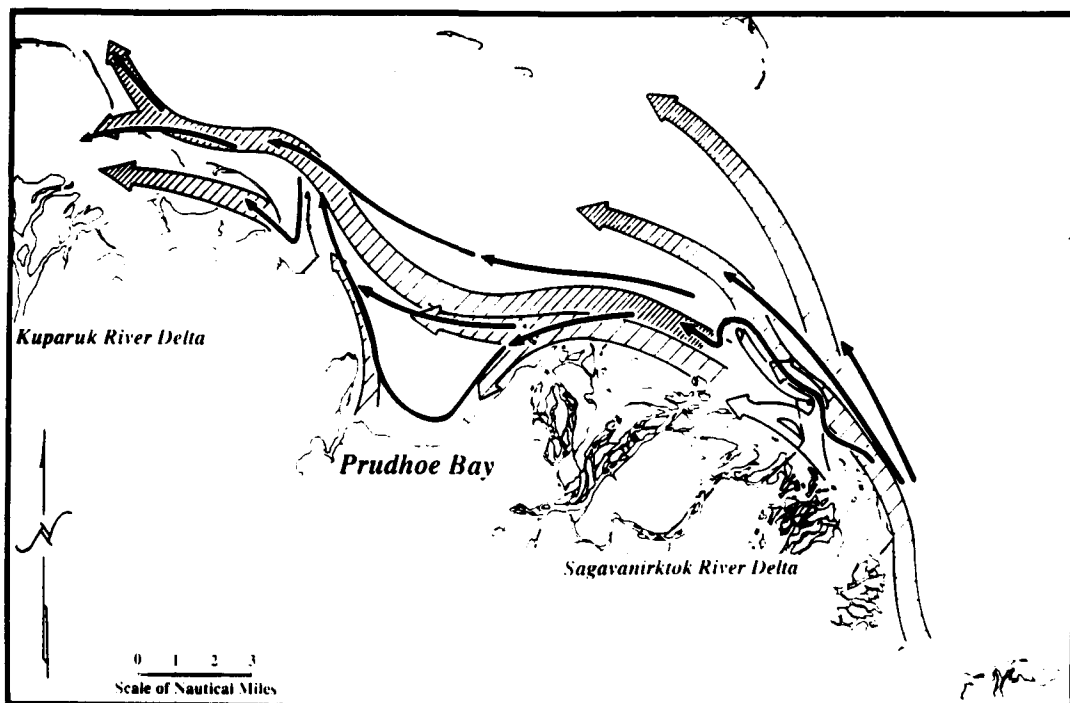 Kuparuk River Delta
Prudhoe Bay
Sagavanirktok River Delta
N
0 1 2 3
Scale of Nautical Miles